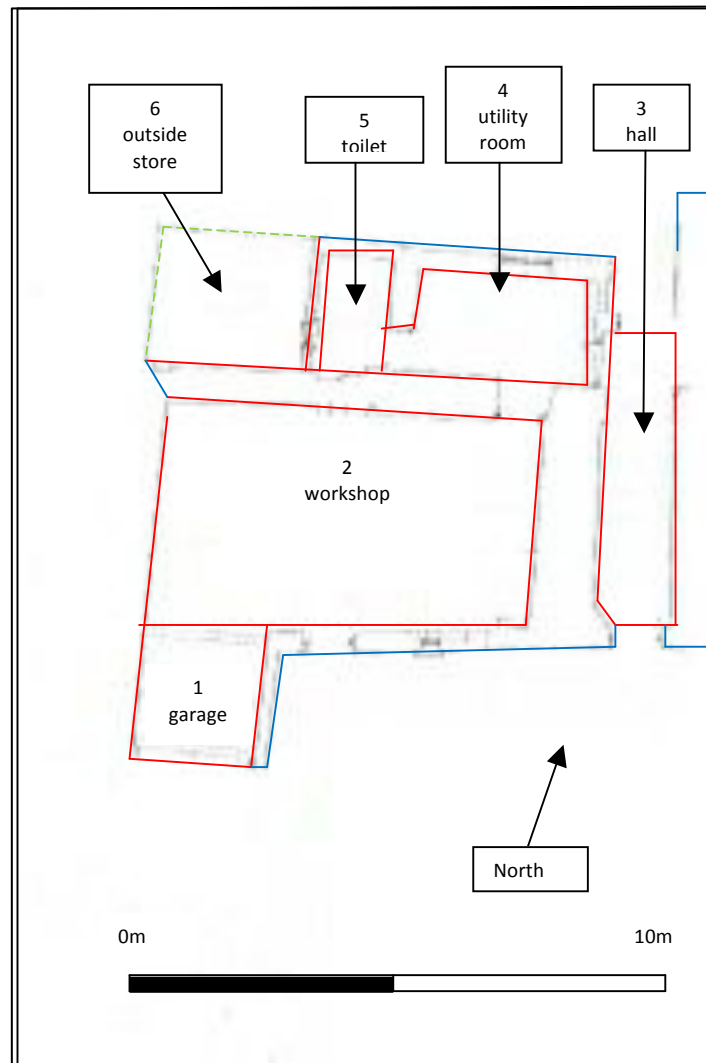 6
outside
store
5
toilet
4
utility
room
3
hall
2
workshop
1
garage
North
0m
10m